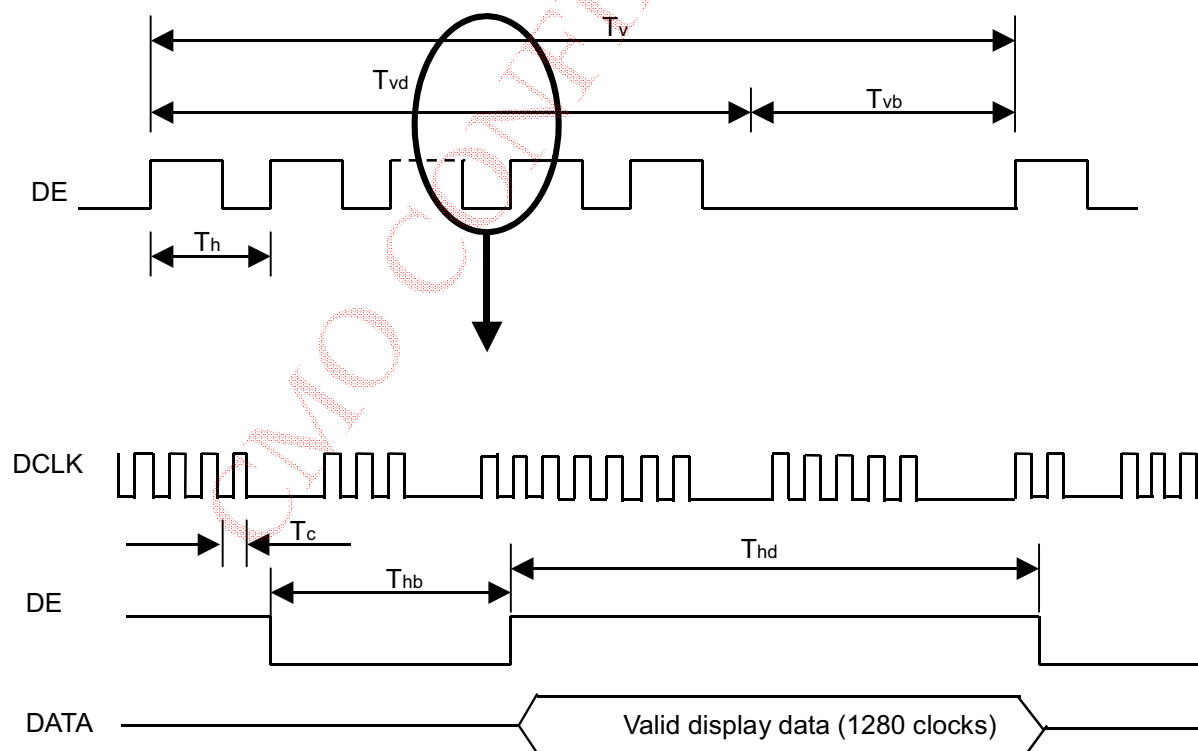 Tv
Tvd
Tvb
DE
Th
DCLK
Tc
Thb
Thd
DE
DATA
Valid display data (1280 clocks)